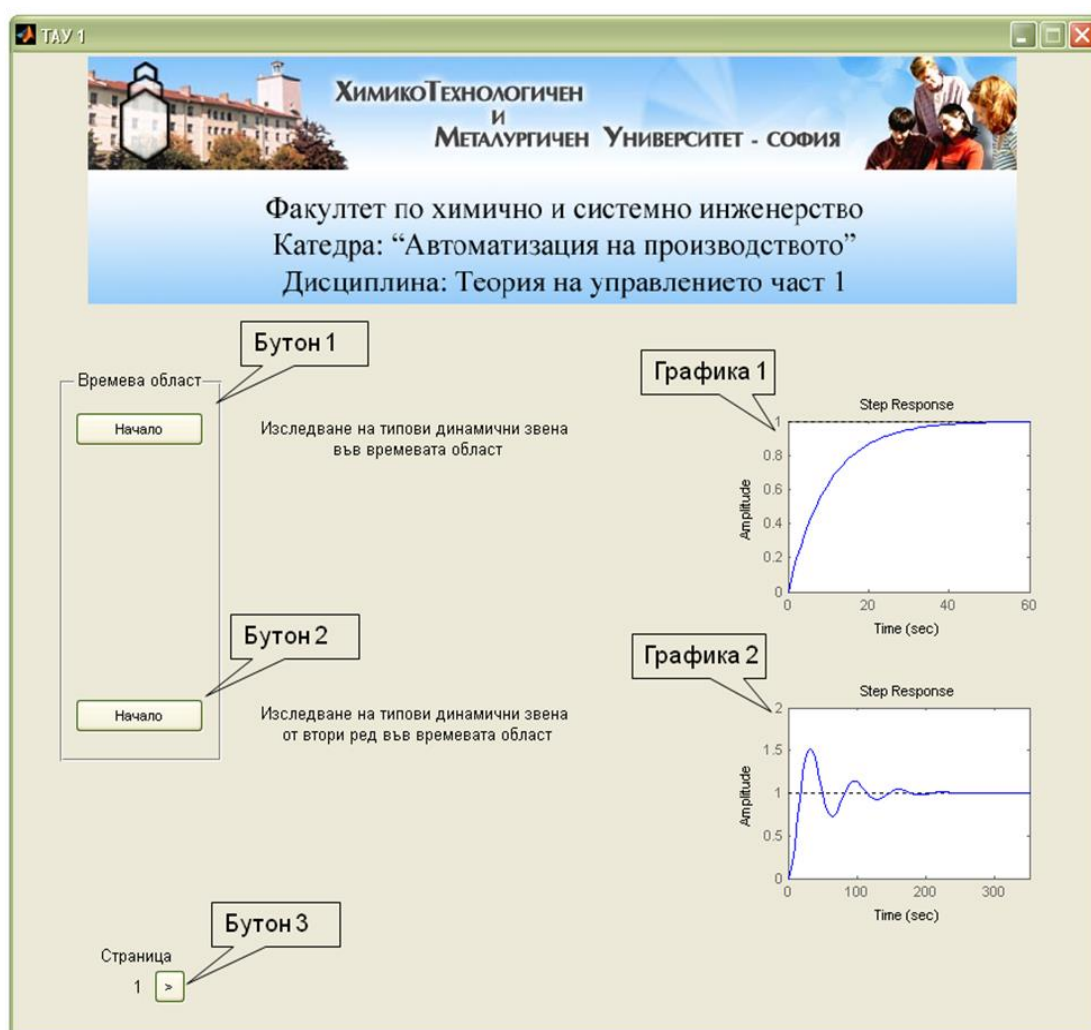 ТАУ 1
ХимикоТехнологичен
и
Металургичен Университет - софия
Факултет по химично и системно инженерство
Катедра: “Автоматизация на производството”
Дисциплина: Теория на управлението част 1
Бутон 1
Времева област
Начало
Изследване на типови динамични звена
във времевата област
Графика 1
Step Response
1
0.8
0.6
0.4
0.2
0
Amplitude
0 20 40 60
Time (sec)
Бутон 2
Начало
Изследване на типови динамични звена
от втори ред във времевата област
Графика 2
Step Response
2
1.5
1
0.5
0
Amplitude
0 100 200 300
Time (sec)
Бутон 3
Страница
1 >